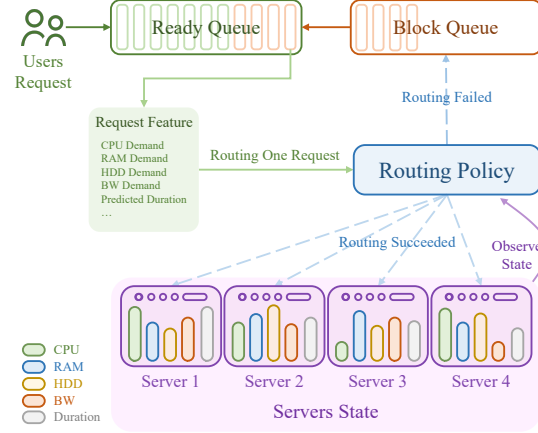 Ready Queue
Block Queue
Users
Request
Routing Failed
Request Feature
CPU Demand
RAM Demand
HDD Demand
BW Demand
Predicted Duration
...
Routing One Request
Routing Policy
Routing Succeeded
Observe
State
CPU
RAM
HDD
BW
Duration
Server 1
Server 2
Server 3
Server 4
Servers State